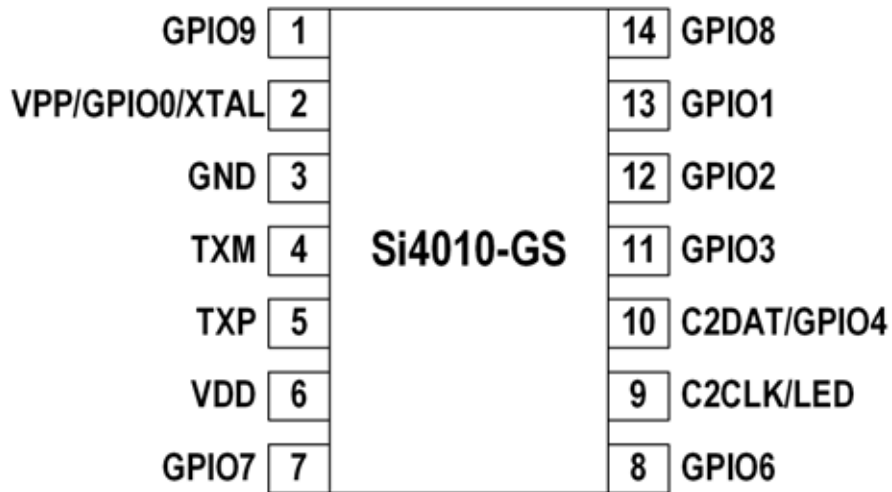 GPIO9 1 14 GPIO8
VPP/GPIO0/XTAL 2 13 GPIO1
GND 3 12 GPIO2
TXM 4 Si4010-GS 11 GPIO3
TXP 5 10 C2DAT/GPIO4
VDD 6 9 C2CLK/LED
GPIO7 7 8 GPIO6